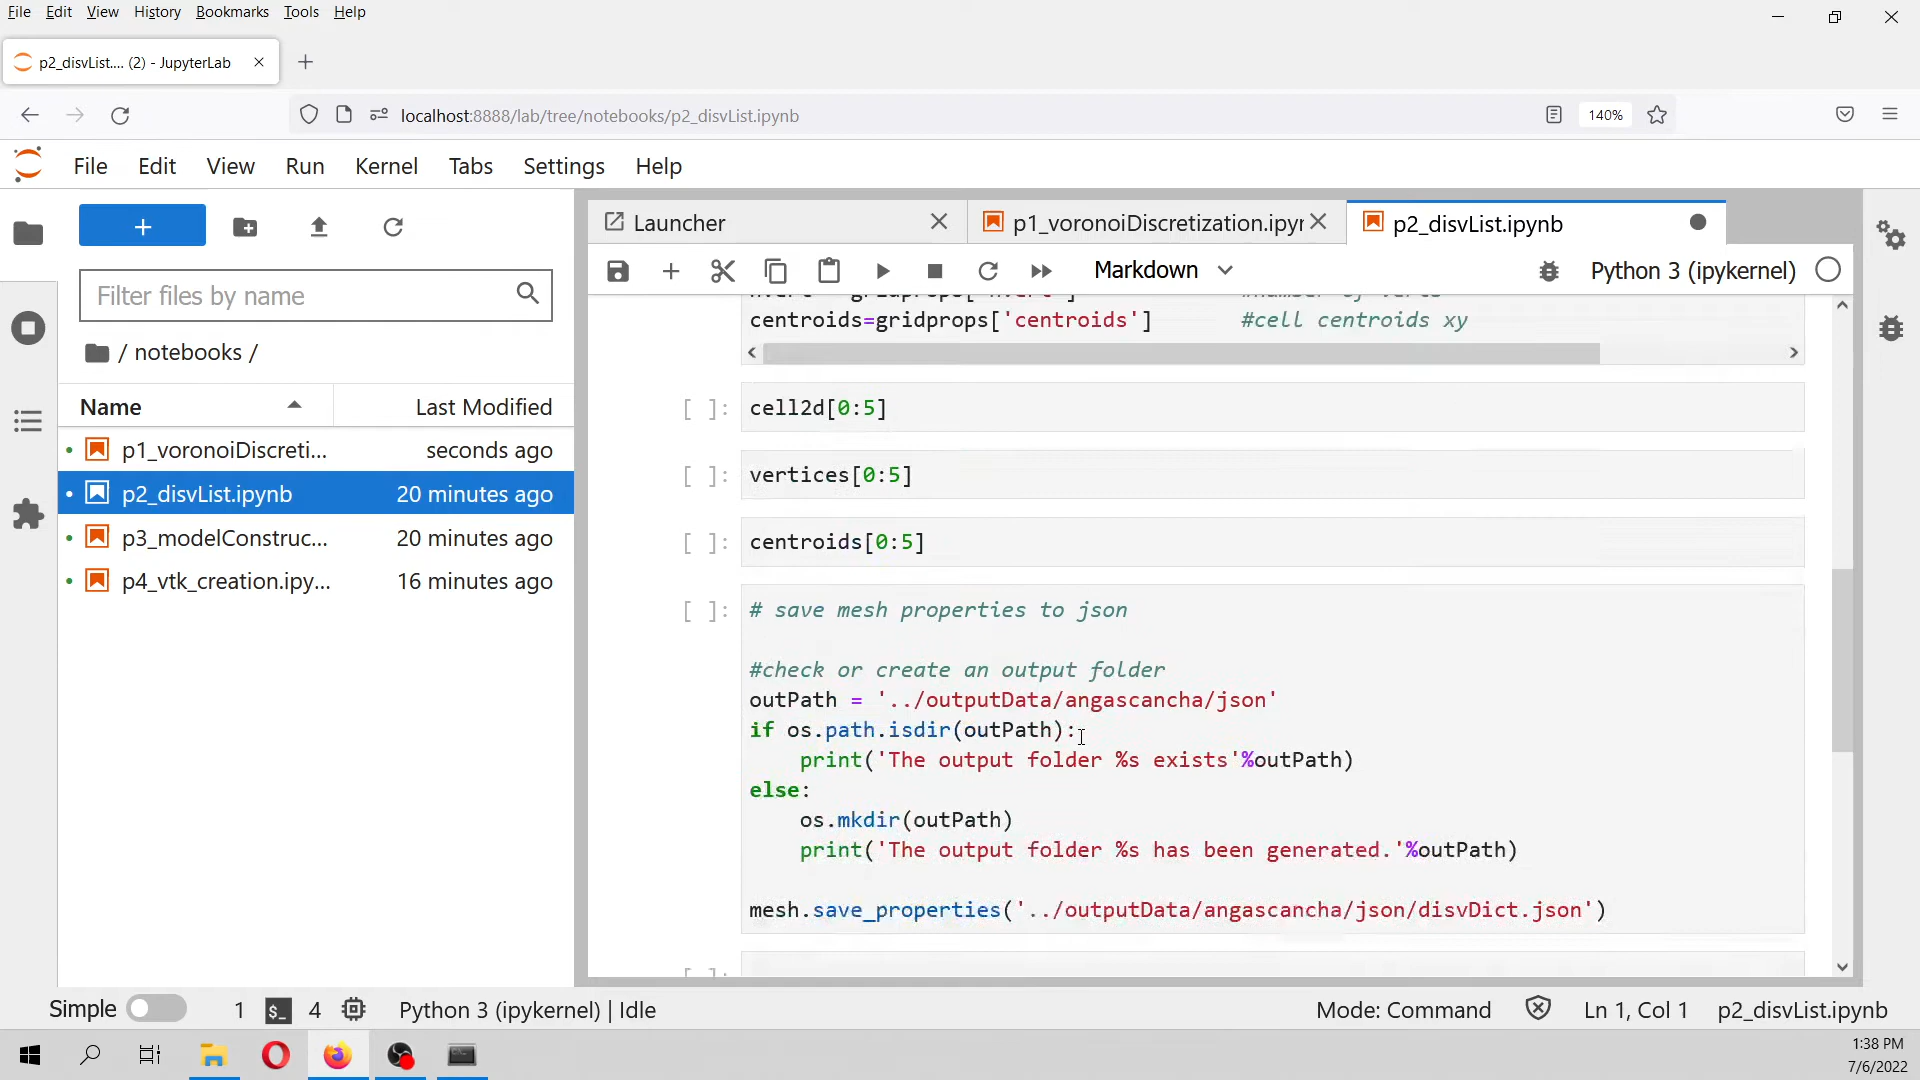 File Edit View History Bookmarks Tools Help
p2_disvList.... (2) - JupyterLab
localhost:8888/lab/tree/notebooks/p2_disvList.ipynb
140%
File Edit View Run Kernel Tabs Settings Help
Filter files by name
/ notebooks /
Name Last Modified
p1_voronoiDiscreti... seconds ago
p2_disvList.ipynb 20 minutes ago
p3_modelConstruc... 20 minutes ago
p4_vtk_creation.ipy... 16 minutes ago
Launcher
p1_voronoiDiscretization.ipyn
p2_disvList.ipynb
Markdown
Python 3 (ipykernel)
centroids=gridprops['centroids'] #cell centroids xy
[ ]: cell2d[0:5]
[ ]: vertices[0:5]
[ ]: centroids[0:5]
[ ]: # save mesh properties to json
#check or create an output folder
outPath = '../outputData/angascancha/json'
if os.path.isdir(outPath):
print('The output folder %s exists'%outPath)
else:
os.mkdir(outPath)
print('The output folder %s has been generated.'%outPath)
mesh.save_properties('../outputData/angascancha/json/disvDict.json')
[ ]:
Simple 1 $_ 4 Python 3 (ipykernel) | Idle
Mode: Command Ln 1, Col 1 p2_disvList.ipynb
1:38 PM
7/6/2022